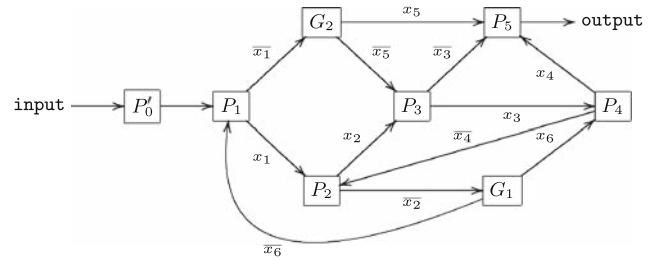 G₂ x₅ P₅ output
x̅₁ x̅₅ x̅₃
x₄
input P₀′ P₁ P₃ x₃ P₄
x₁ x₂ x̅₄ x₆
P₂ x̅₂ G₁
x̅₆